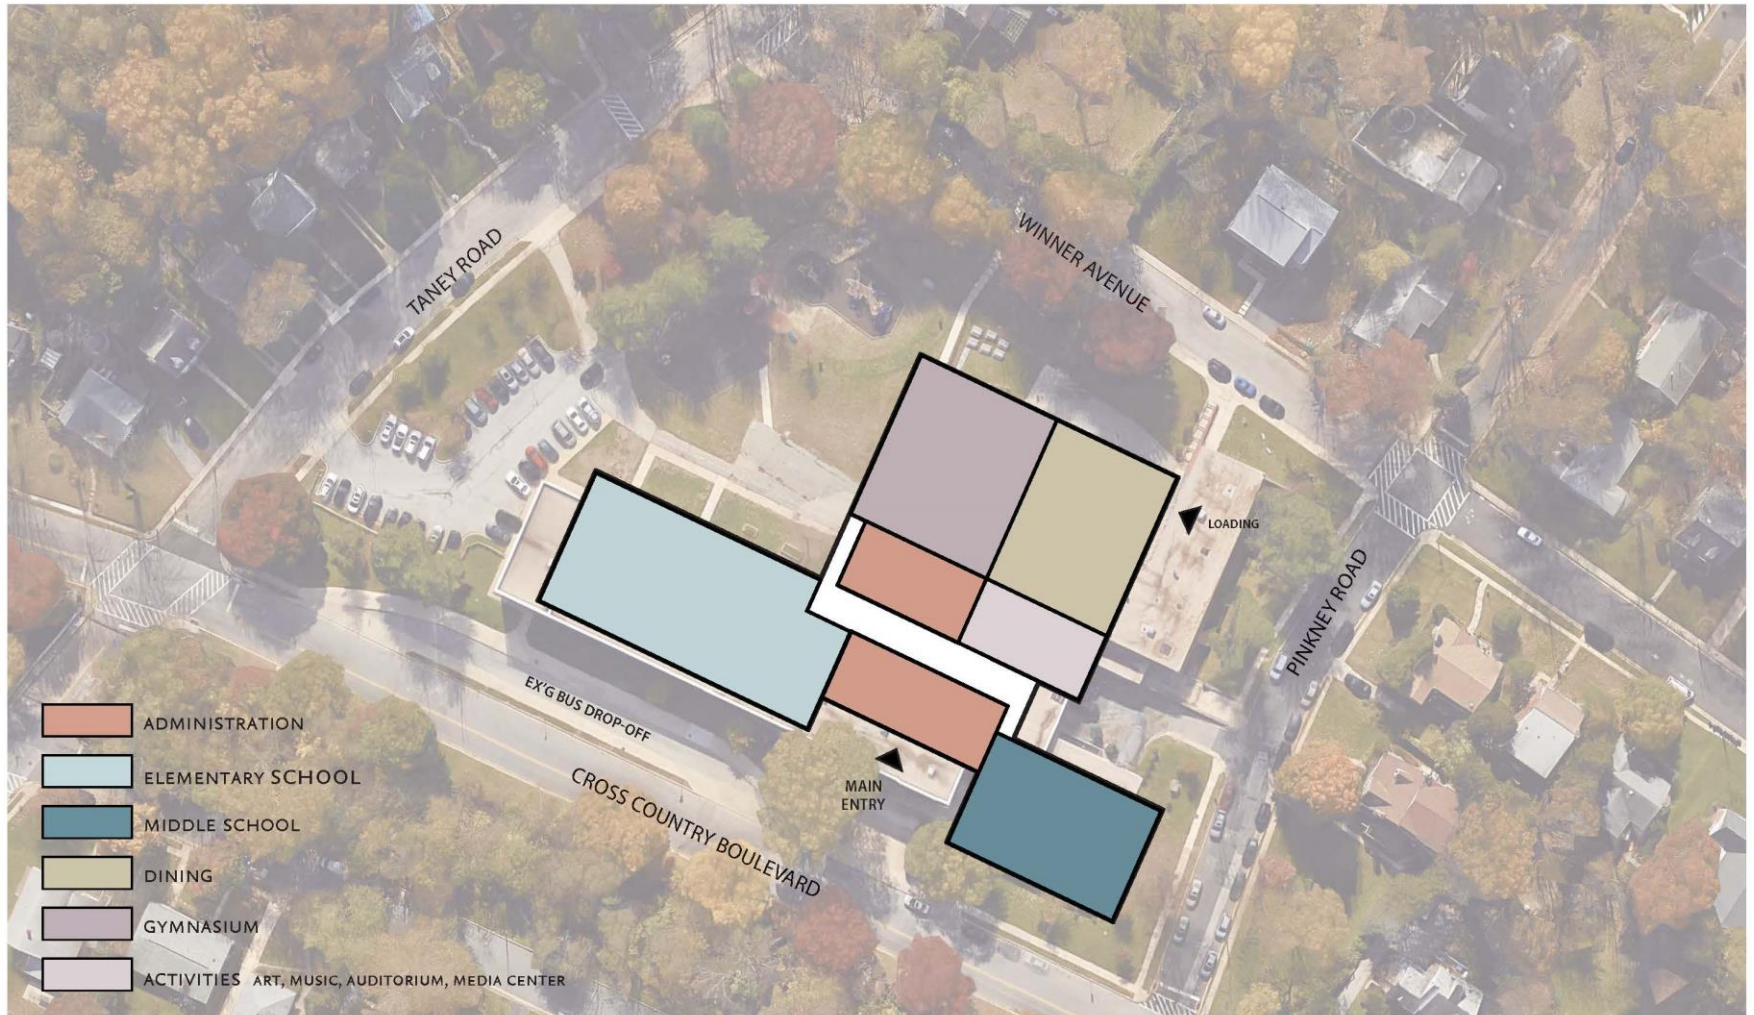 TANEY ROAD
WINNER AVENUE
LOADING
PINKNEY ROAD
EX'G BUS DROP-OFF
MAIN
ENTRY
CROSS COUNTRY BOULEVARD
ADMINISTRATION
ELEMENTARY SCHOOL
MIDDLE SCHOOL
DINING
GYMNASIUM
ACTIVITIES ART, MUSIC, AUDITORIUM, MEDIA CENTER